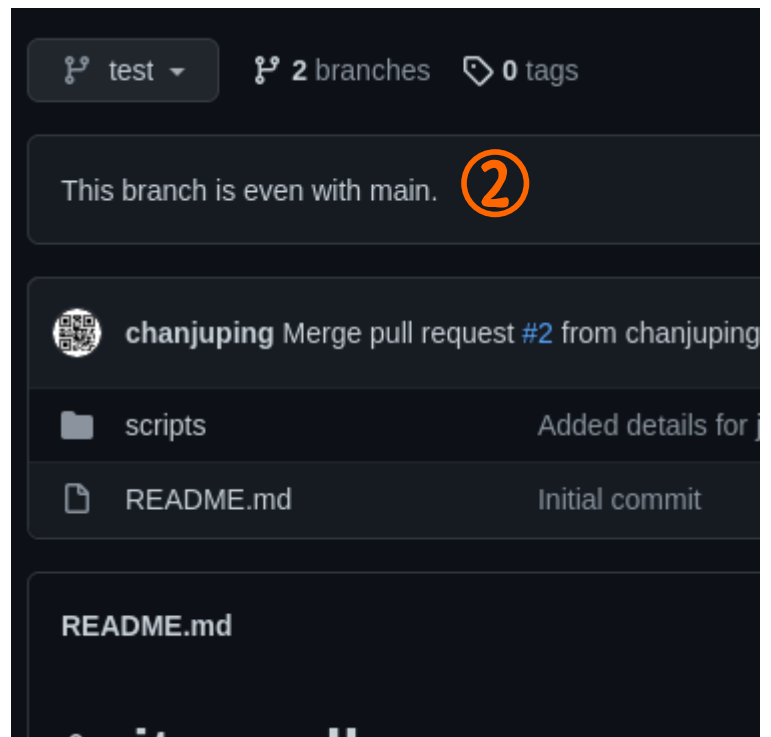 test 2 branches 0 tags
This branch is even with main. ②
chanjuping Merge pull request #2 from chanjuping
scripts Added details for
README.md Initial commit
README.md